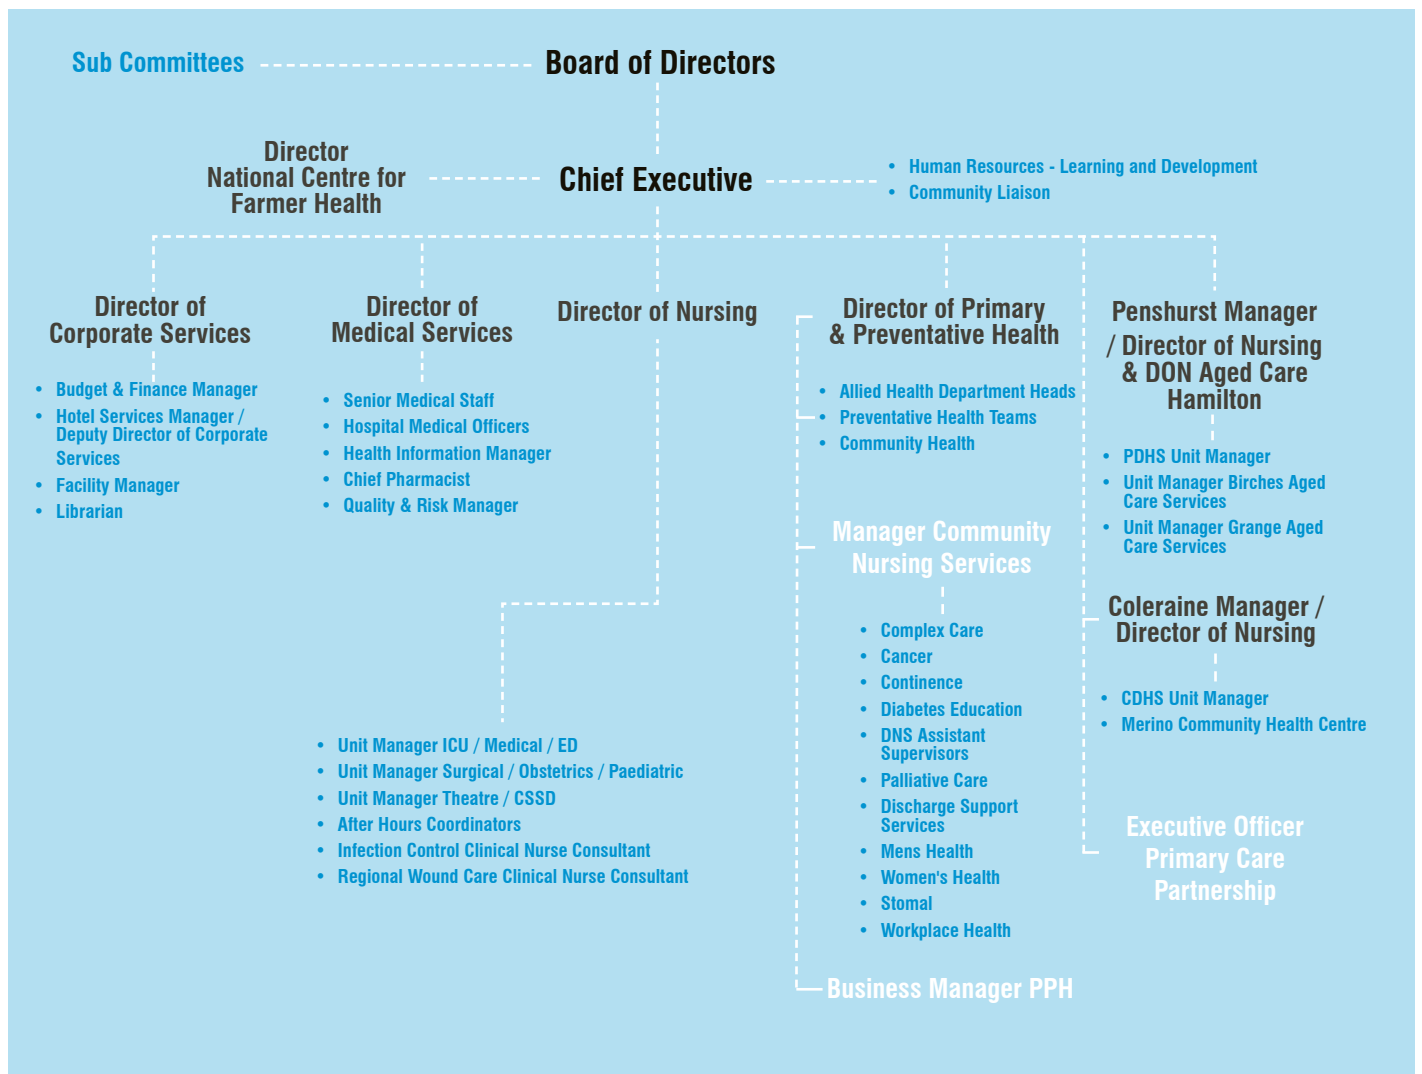 Sub Committees
Board of Directors
Director
National Centre for
Farmer Health
Chief Executive
• Human Resources - Learning and Development
• Community Liaison
Director of
Corporate Services
• Budget & Finance Manager
• Hotel Services Manager /
Deputy Director of Corporate
Services
• Facility Manager
• Librarian
Director of
Medical Services
• Senior Medical Staff
• Hospital Medical Officers
• Health Information Manager
• Chief Pharmacist
• Quality & Risk Manager
Director of Nursing
• Unit Manager ICU / Medical / ED
• Unit Manager Surgical / Obstetrics / Paediatric
• Unit Manager Theatre / CSSD
• After Hours Coordinators
• Infection Control Clinical Nurse Consultant
• Regional Wound Care Clinical Nurse Consultant
Director of Primary
& Preventative Health
• Allied Health Department Heads
• Preventative Health Teams
• Community Health
Manager Community
Nursing Services
• Complex Care
• Cancer
• Continence
• Diabetes Education
• DNS Assistant
Supervisors
• Palliative Care
• Discharge Support
Services
• Mens Health
• Women's Health
• Stomal
• Workplace Health
Business Manager PPH
Penshurst Manager
/ Director of Nursing
& DON Aged Care
Hamilton
• PDHS Unit Manager
• Unit Manager Birches Aged
Care Services
• Unit Manager Grange Aged
Care Services
Coleraine Manager /
Director of Nursing
• CDHS Unit Manager
• Merino Community Health Centre
Executive Officer
Primary Care
Partnership